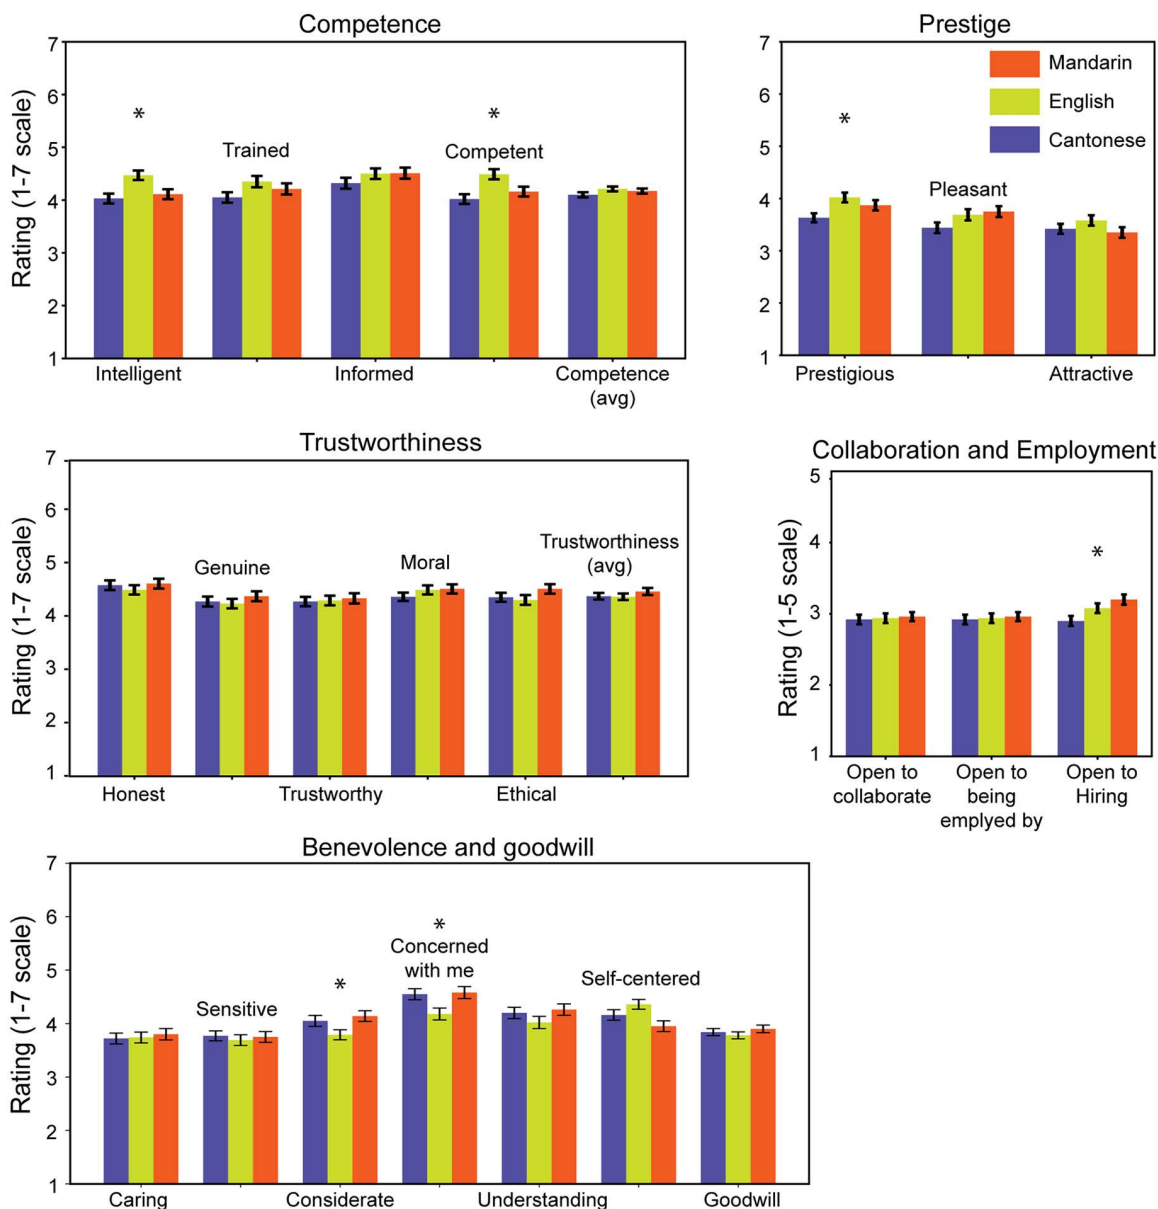 Competence
Rating (1-7 scale)
7
6
5
4
3
2
1
*
*
Trained
Competent
Intelligent
Informed
Competence
(avg)
Prestige
7
6
5
4
3
2
1
Mandarin
English
Cantonese
*
Pleasant
Prestigious
Attractive
Trustworthiness
Rating (1-7 scale)
7
6
5
4
3
2
1
Genuine
Moral
Trustworthiness
(avg)
Honest
Trustworthy
Ethical
Collaboration and Employment
Rating (1-5 scale)
5
4
3
2
1
*
Open to
collaborate
Open to
being
emplyed by
Open to
Hiring
Benevolence and goodwill
Rating (1-7 scale)
7
6
5
4
3
2
1
Sensitive
*
*
Concerned
with me
Self-centered
Caring
Considerate
Understanding
Goodwill